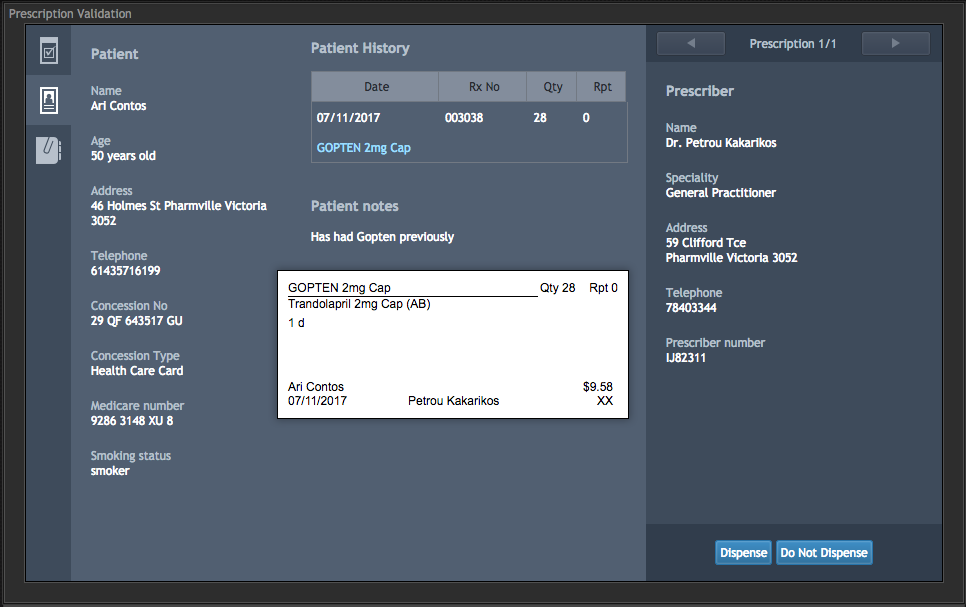 Prescription Validation
Patient
Name
Ari Contos
Age
50 years old
Address
46 Holmes St Pharmville Victoria
3052
Telephone
61435716199
Concession No
29 QF 643517 GU
Concession Type
Health Care Card
Medicare number
9286 3148 XU 8
Smoking status
smoker
Patient History
Date Rx No Qty Rpt
07/11/2017 003038 28 0
GOPTEN 2mg Cap
Patient notes
Has had Gopten previously
GOPTEN 2mg Cap Qty 28 Rpt 0
Trandolapril 2mg Cap (AB)
1 d
Ari Contos $9.58
07/11/2017 Petrou Kakarikos XX
Prescription 1/1
Prescriber
Name
Dr. Petrou Kakarikos
Speciality
General Practitioner
Address
59 Clifford Tce
Pharmville Victoria 3052
Telephone
78403344
Prescriber number
IJ82311
Dispense Do Not Dispense